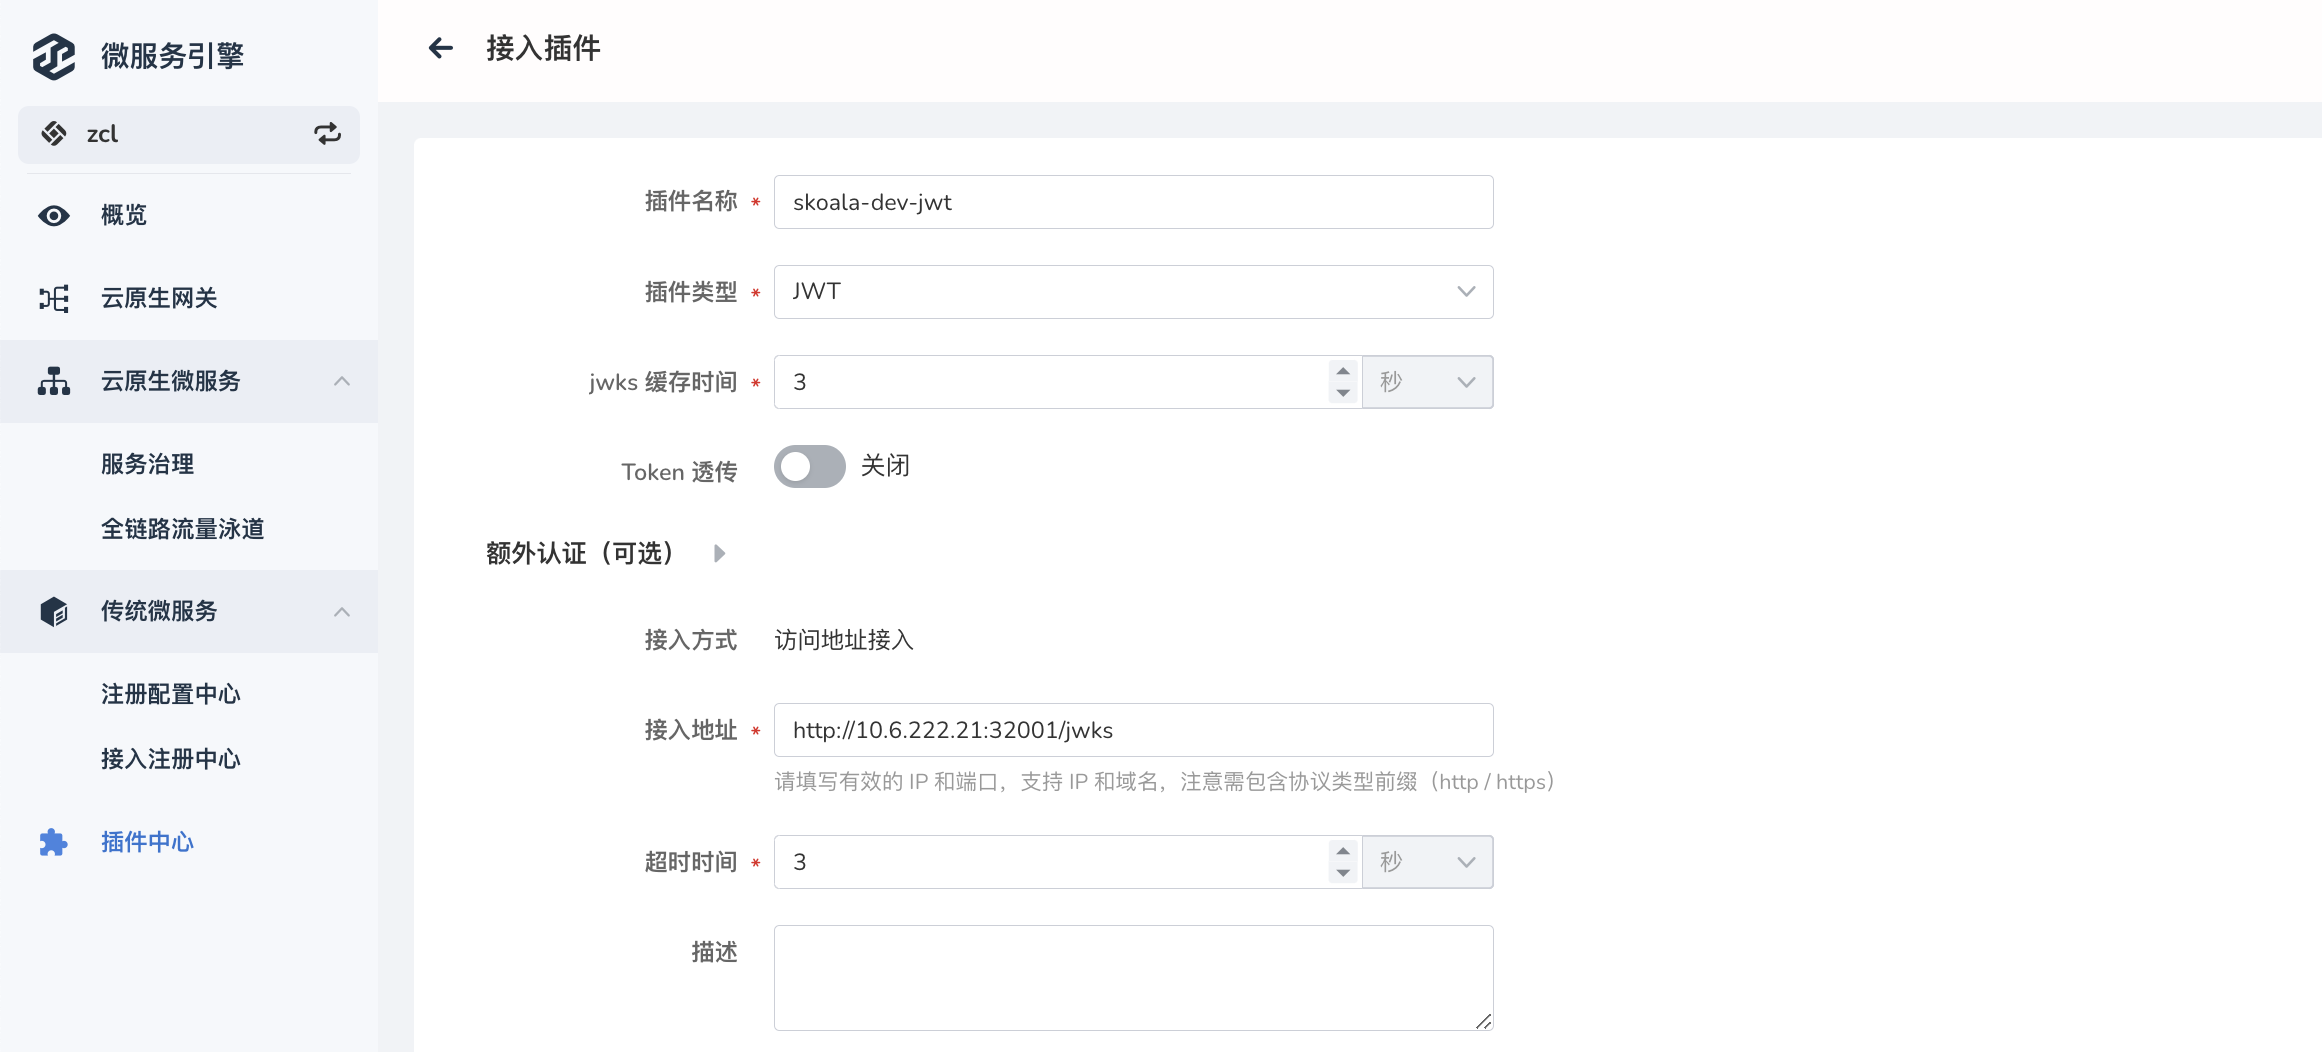 微服务引擎
zcl
概览
云原生网关
云原生微服务
服务治理
全链路流量泳道
传统微服务
注册配置中心
接入注册中心
插件中心
接入插件
插件名称 * skoala-dev-jwt
插件类型 * JWT
jwks 缓存时间 * 3 秒
Token 透传 关闭
额外认证（可选）
接入方式 访问地址接入
接入地址 * http://10.6.222.21:32001/jwks
请填写有效的 IP 和端口，支持 IP 和域名，注意需包含协议类型前缀（http / https）
超时时间 * 3 秒
描述